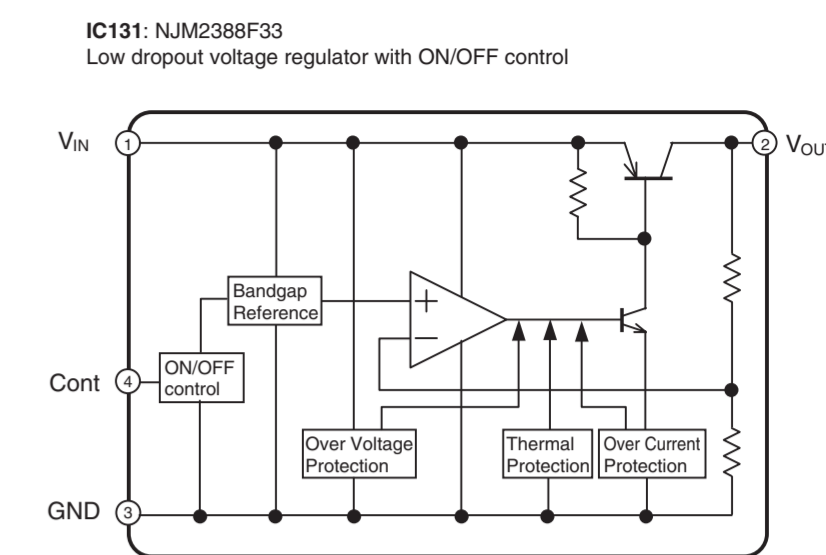 IC131: NJM2388F33
Low dropout voltage regulator with ON/OFF control
VIN
1
2
VOUT
Bandgap
Reference
+
−
Cont
4
ON/OFF
control
Over Voltage
Protection
Thermal
Protection
Over Current
Protection
GND
3